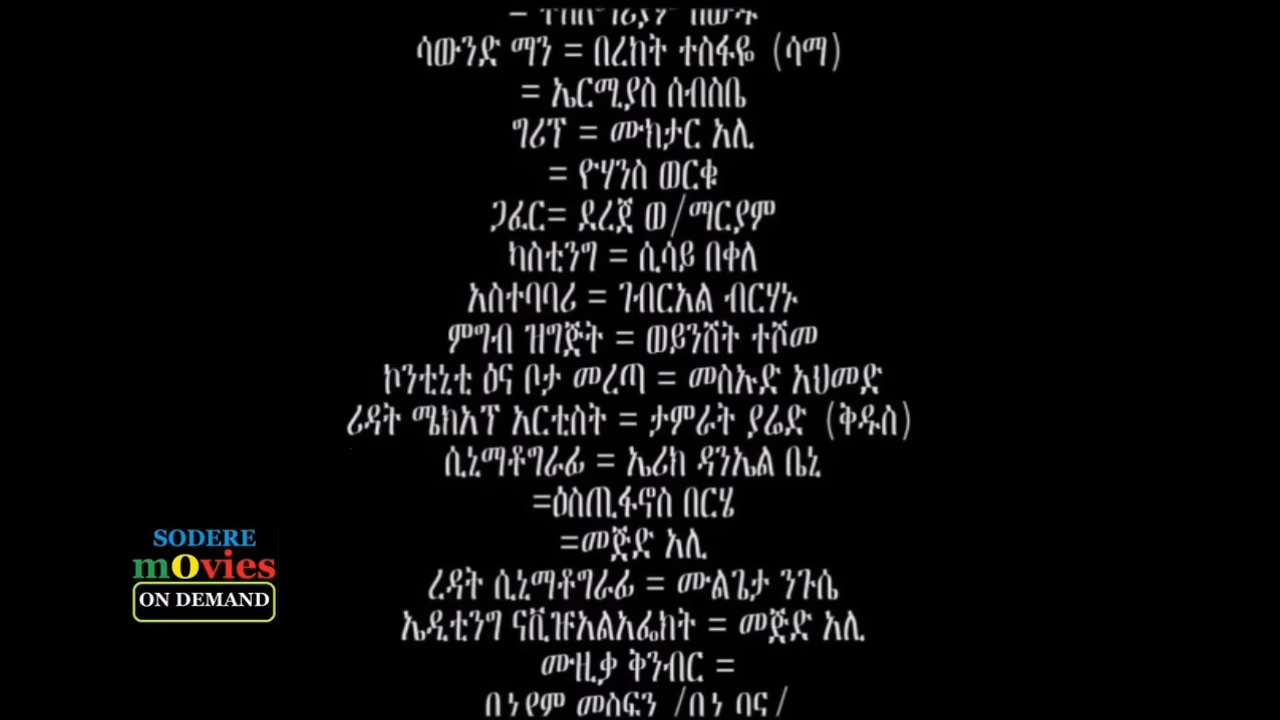 ሳውንድ ማን = በረከት ተስፋዬ (ሳማ)
= ኤርሚያስ ሰብስቤ
ግሪፕ = ሙክታር አሊ
= ዮሃንስ ወርቁ
ጋፈር= ደረጀ ወ/ማርያም
ካስቲንግ = ሲሳይ በቀለ
አስተባባሪ = ገብርአል ብርሃኑ
ምግብ ዝግጅት = ወይንሸት ተሾመ
ኮንቲኒቲ ዕና ቦታ መረጣ = መስኡድ አህመድ
ሪዳት ሜክአፕ አርቲስት = ታምራት ያሬድ (ቅዱስ)
ሲኒማቶግራፊ = ኤሪክ ዳንኤል ቤኒ
=ዕስጢፋኖስ በርሄ
=መጅድ አሊ
ረዳት ሲኒማቶግራፊ = ሙልጌታ ንጉሴ
ኤዲቲንግ ናቪዡአልአፌክት = መጅድ አሊ
ሙዚቃ ቅንብር =
መስፍን
SODERE
mOvies
ON DEMAND